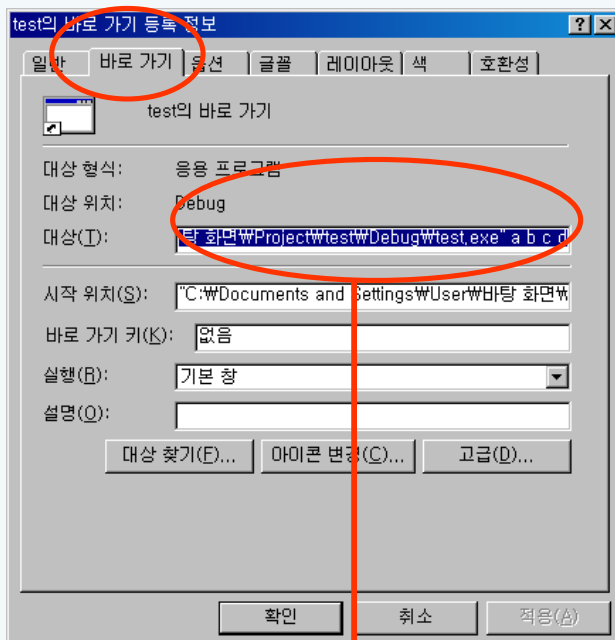 test의 바로 가기 등록 정보
일반 바로 가기 옵션 글꼴 레이아웃 색 호환성
test의 바로 가기
대상 형식: 응용 프로그램
대상 위치: Debug
대상(T): 탕 화면₩Project₩test₩Debug₩test.exe" a b c d
시작 위치(S): "C:₩Documents and Settings₩User₩바탕 화면₩
바로 가기 키(K): 없음
실행(R): 기본 창
설명(O):
대상 찾기(F)... 아이콘 변경(C)... 고급(D)...
확인 취소 적용(A)